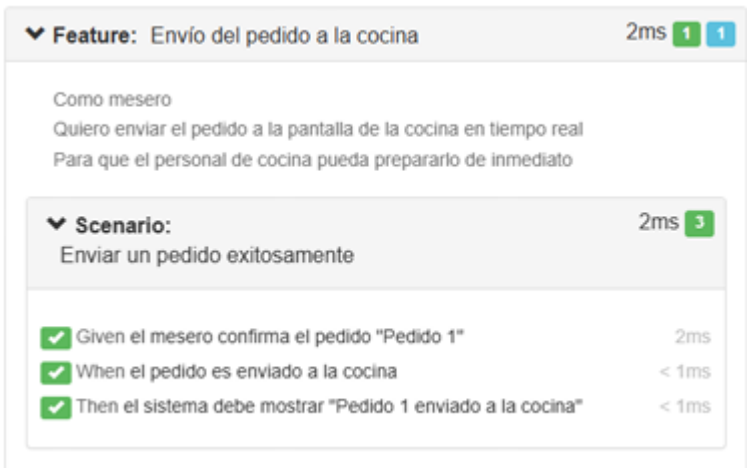 Feature: Envío del pedido a la cocina 2ms 1 1
Como mesero
Quiero enviar el pedido a la pantalla de la cocina en tiempo real
Para que el personal de cocina pueda prepararlo de inmediato
Scenario: 2ms 3
Enviar un pedido exitosamente
Given el mesero confirma el pedido "Pedido 1" 2ms
When el pedido es enviado a la cocina < 1ms
Then el sistema debe mostrar "Pedido 1 enviado a la cocina" < 1ms